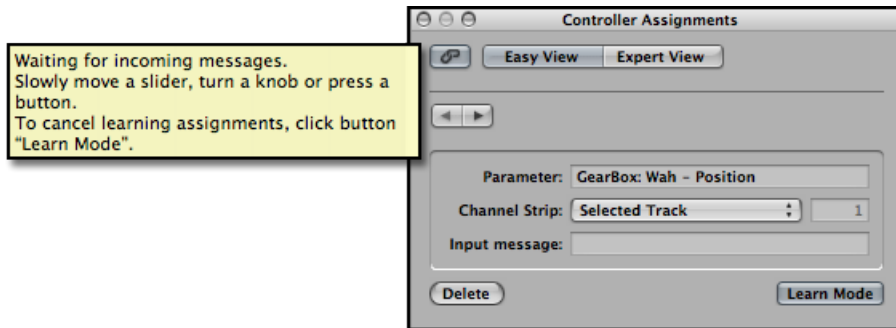 Controller Assignments
Waiting for incoming messages.
Slowly move a slider, turn a knob or press a
button.
To cancel learning assignments, click button
"Learn Mode".
Easy View Expert View
Parameter: GearBox: Wah - Position
Channel Strip: Selected Track 1
Input message:
Delete Learn Mode